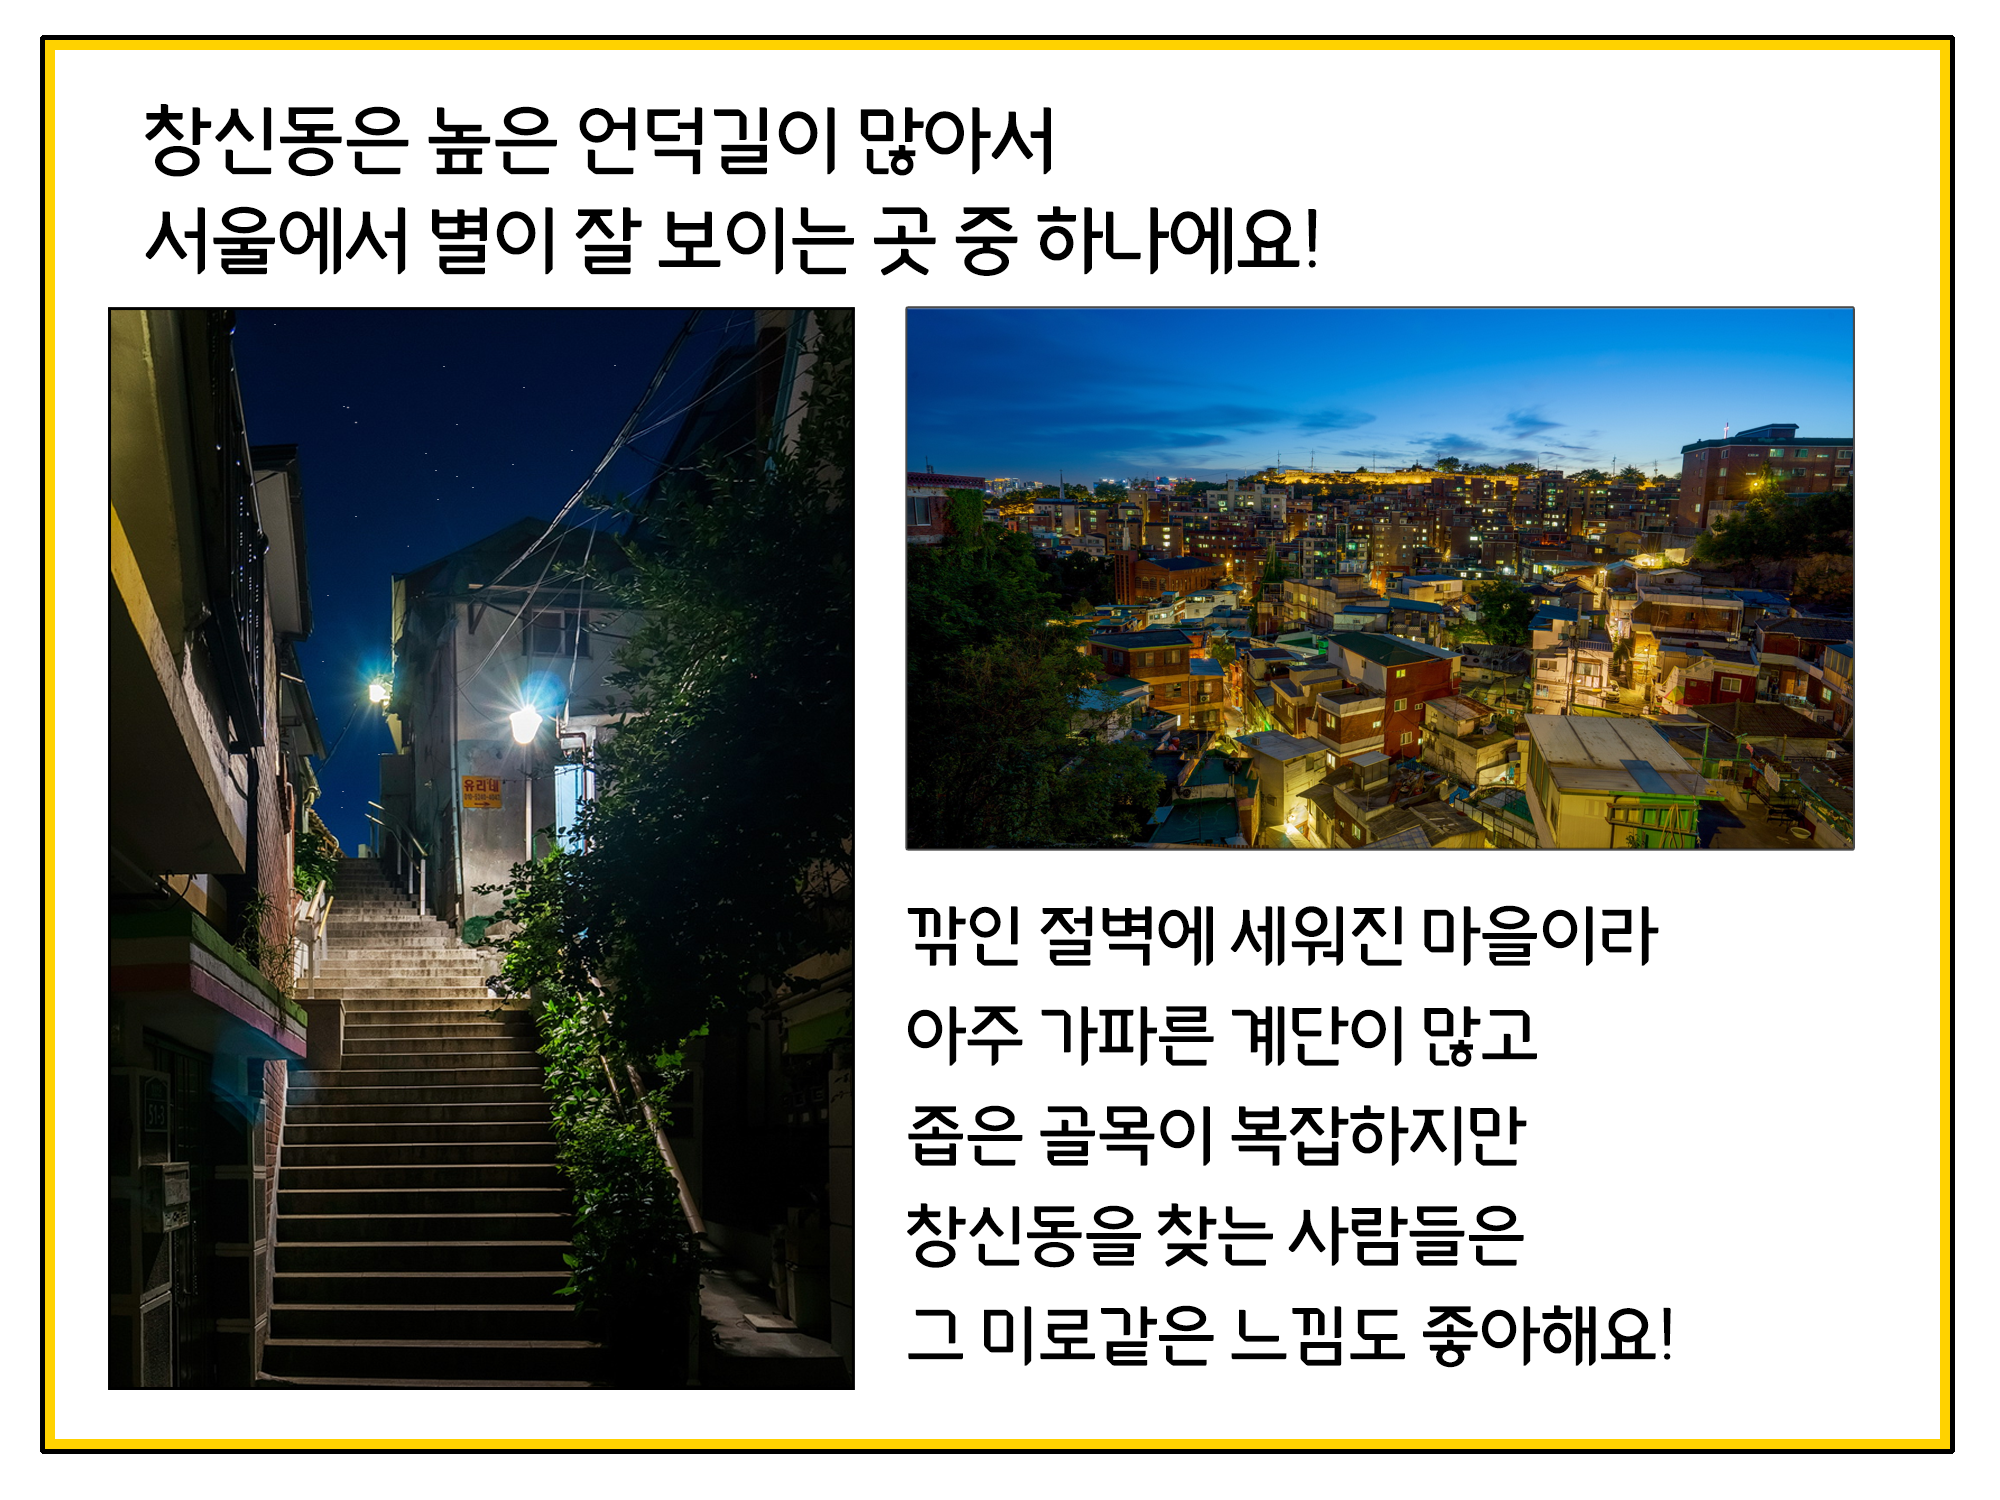 창신동은 높은 언덕길이 많아서
서울에서 별이 잘 보이는 곳 중 하나에요!
유리네
51-3
깎인 절벽에 세워진 마을이라
아주 가파른 계단이 많고
좁은 골목이 복잡하지만
창신동을 찾는 사람들은
그 미로같은 느낌도 좋아해요!